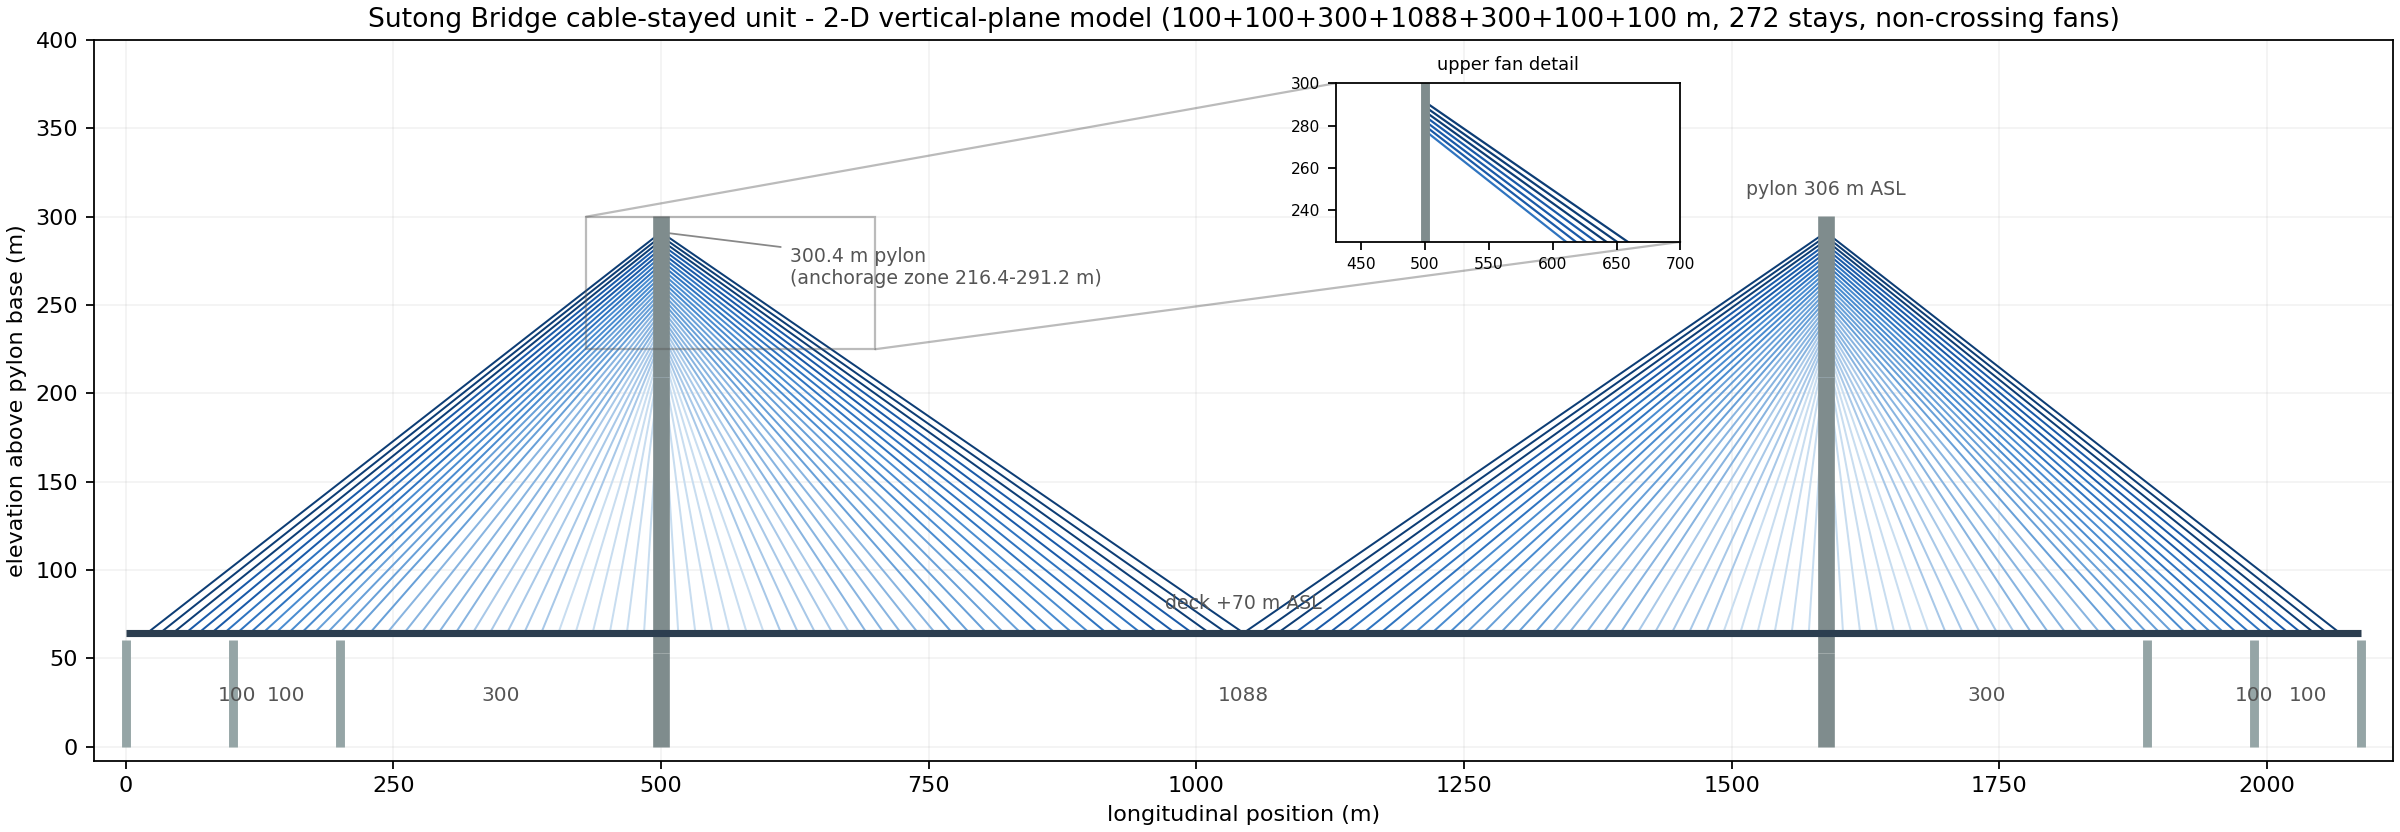 Sutong Bridge cable-stayed unit - 2-D vertical-plane model (100+100+300+1088+300+100+100 m, 272 stays, non-crossing fans)
elevation above pylon base (m)
400
350
300
250
200
150
100
50
0
upper fan detail
300
280
260
240
450 500 550 600 650 700
pylon 306 m ASL
300.4 m pylon
(anchorage zone 216.4-291.2 m)
deck +70 m ASL
100 100 300 1088 300 100 100
0 250 500 750 1000 1250 1500 1750 2000
longitudinal position (m)